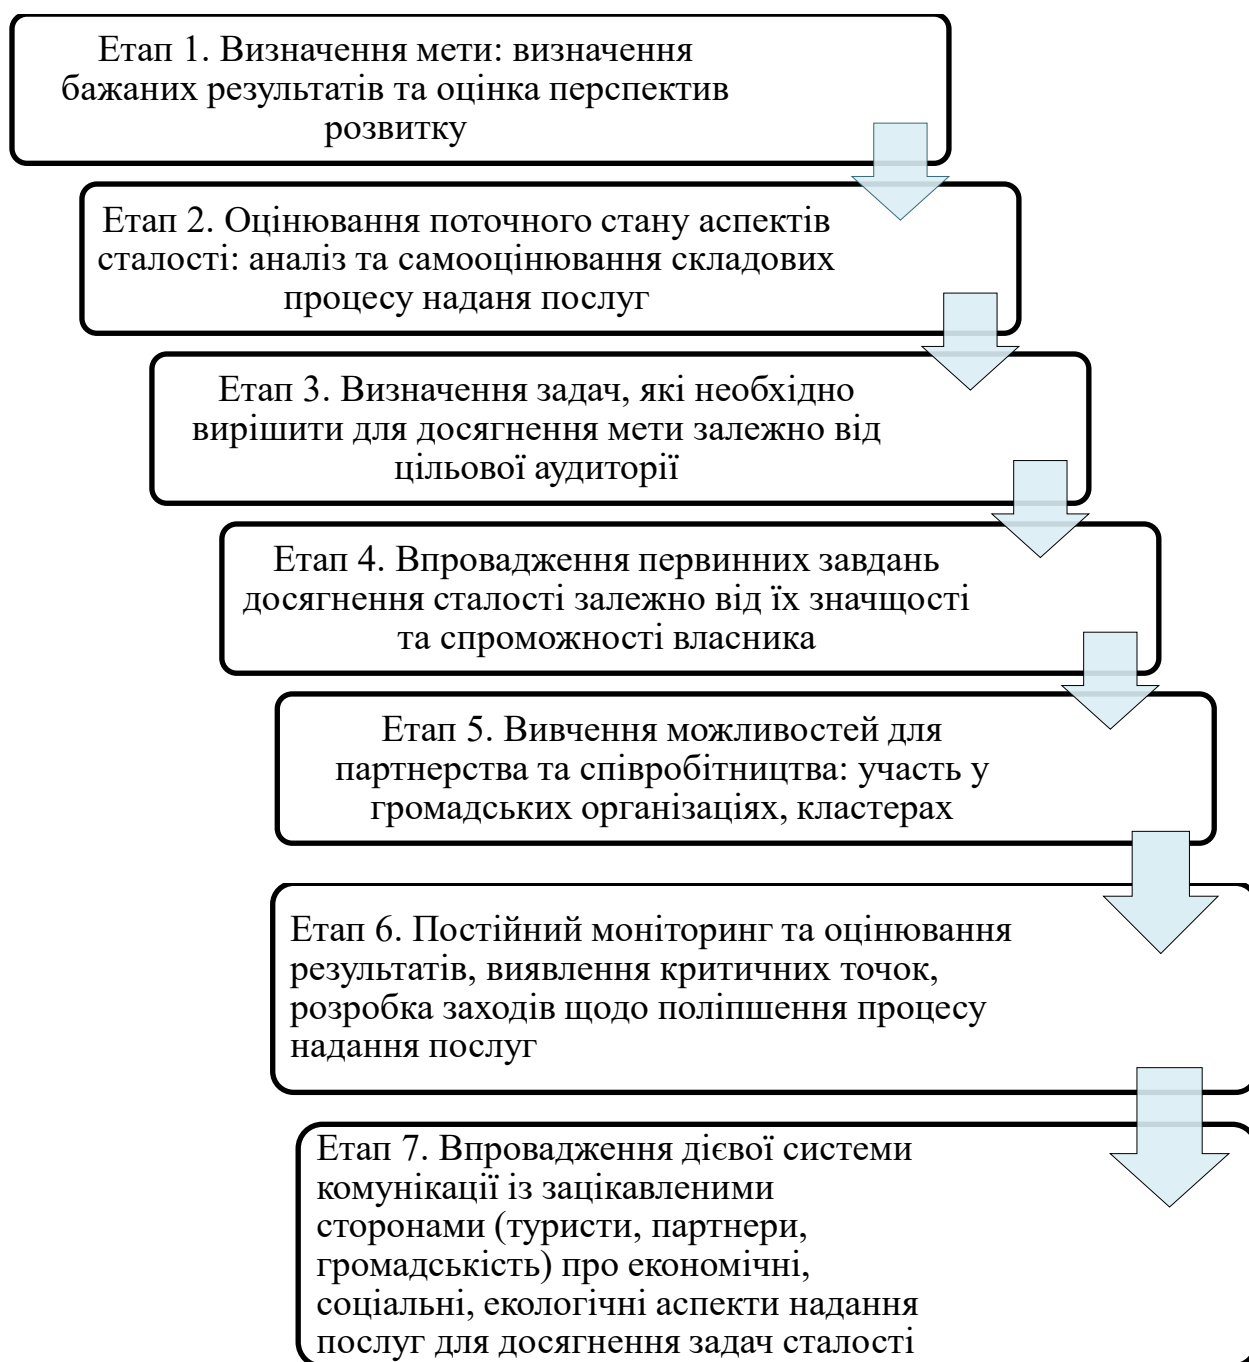 Етап 1. Визначення мети: визначення
бажаних результатів та оцінка перспектив
розвитку
Етап 2. Оцінювання поточного стану аспектів
сталості: аналіз та самооцінювання складових
процесу наданя послуг
Етап 3. Визначення задач, які необхідно
вирішити для досягнення мети залежно від
цільової аудиторії
Етап 4. Впровадження первинних завдань
досягнення сталості залежно від їх значщості
та спроможності власника
Етап 5. Вивчення можливостей для
партнерства та співробітництва: участь у
громадських організаціях, кластерах
Етап 6. Постійний моніторинг та оцінювання
результатів, виявлення критичних точок,
розробка заходів щодо поліпшення процесу
надання послуг
Етап 7. Впровадження дієвої системи
комунікації із зацікавленими
сторонами (туристи, партнери,
громадськість) про економічні,
соціальні, екологічні аспекти надання
послуг для досягнення задач сталості